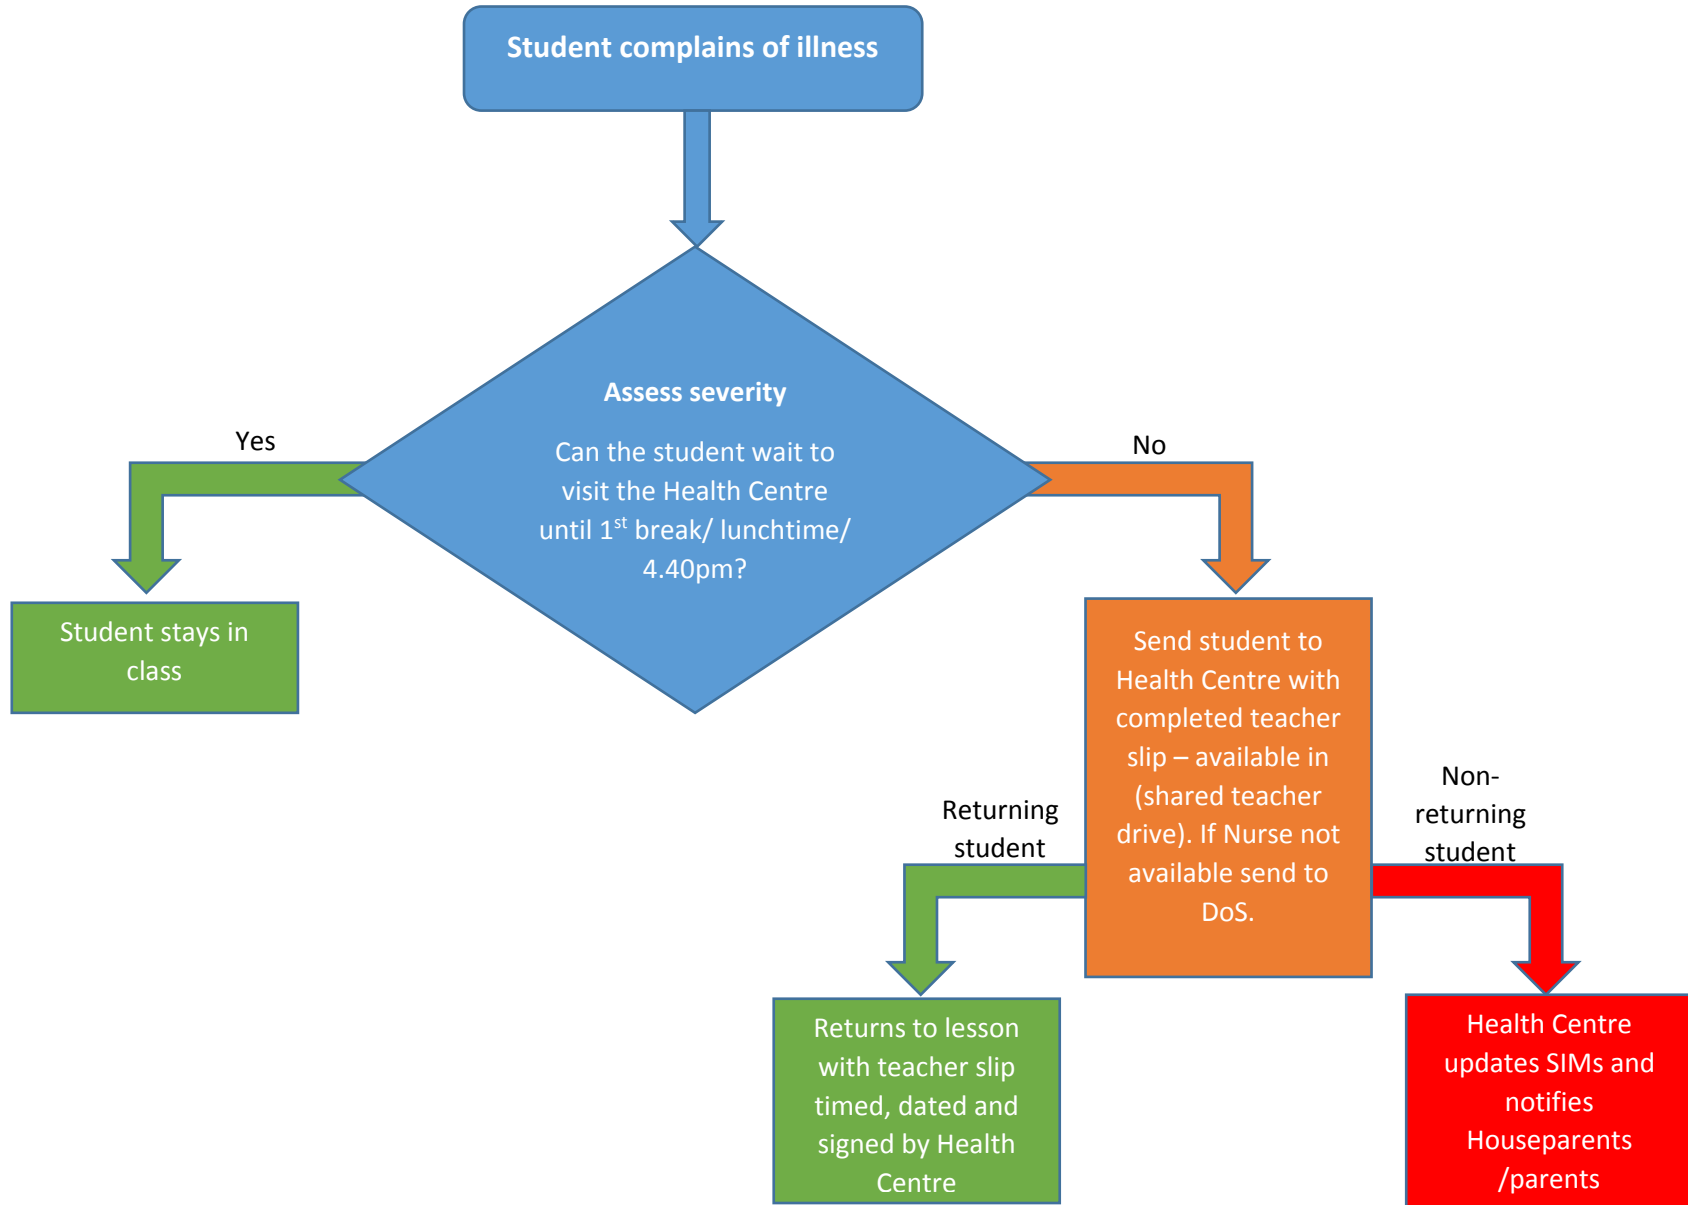 Student complains of illness
Assess severity
Can the student wait to
visit the Health Centre
until 1st break/ lunchtime/
4.40pm?
Yes
No
Student stays in
class
Send student to
Health Centre with
completed teacher
slip – available in
(shared teacher
drive). If Nurse not
available send to
DoS.
Returning
student
Non-
returning
student
Returns to lesson
with teacher slip
timed, dated and
signed by Health
Centre
Health Centre
updates SIMs and
notifies
Houseparents
/parents